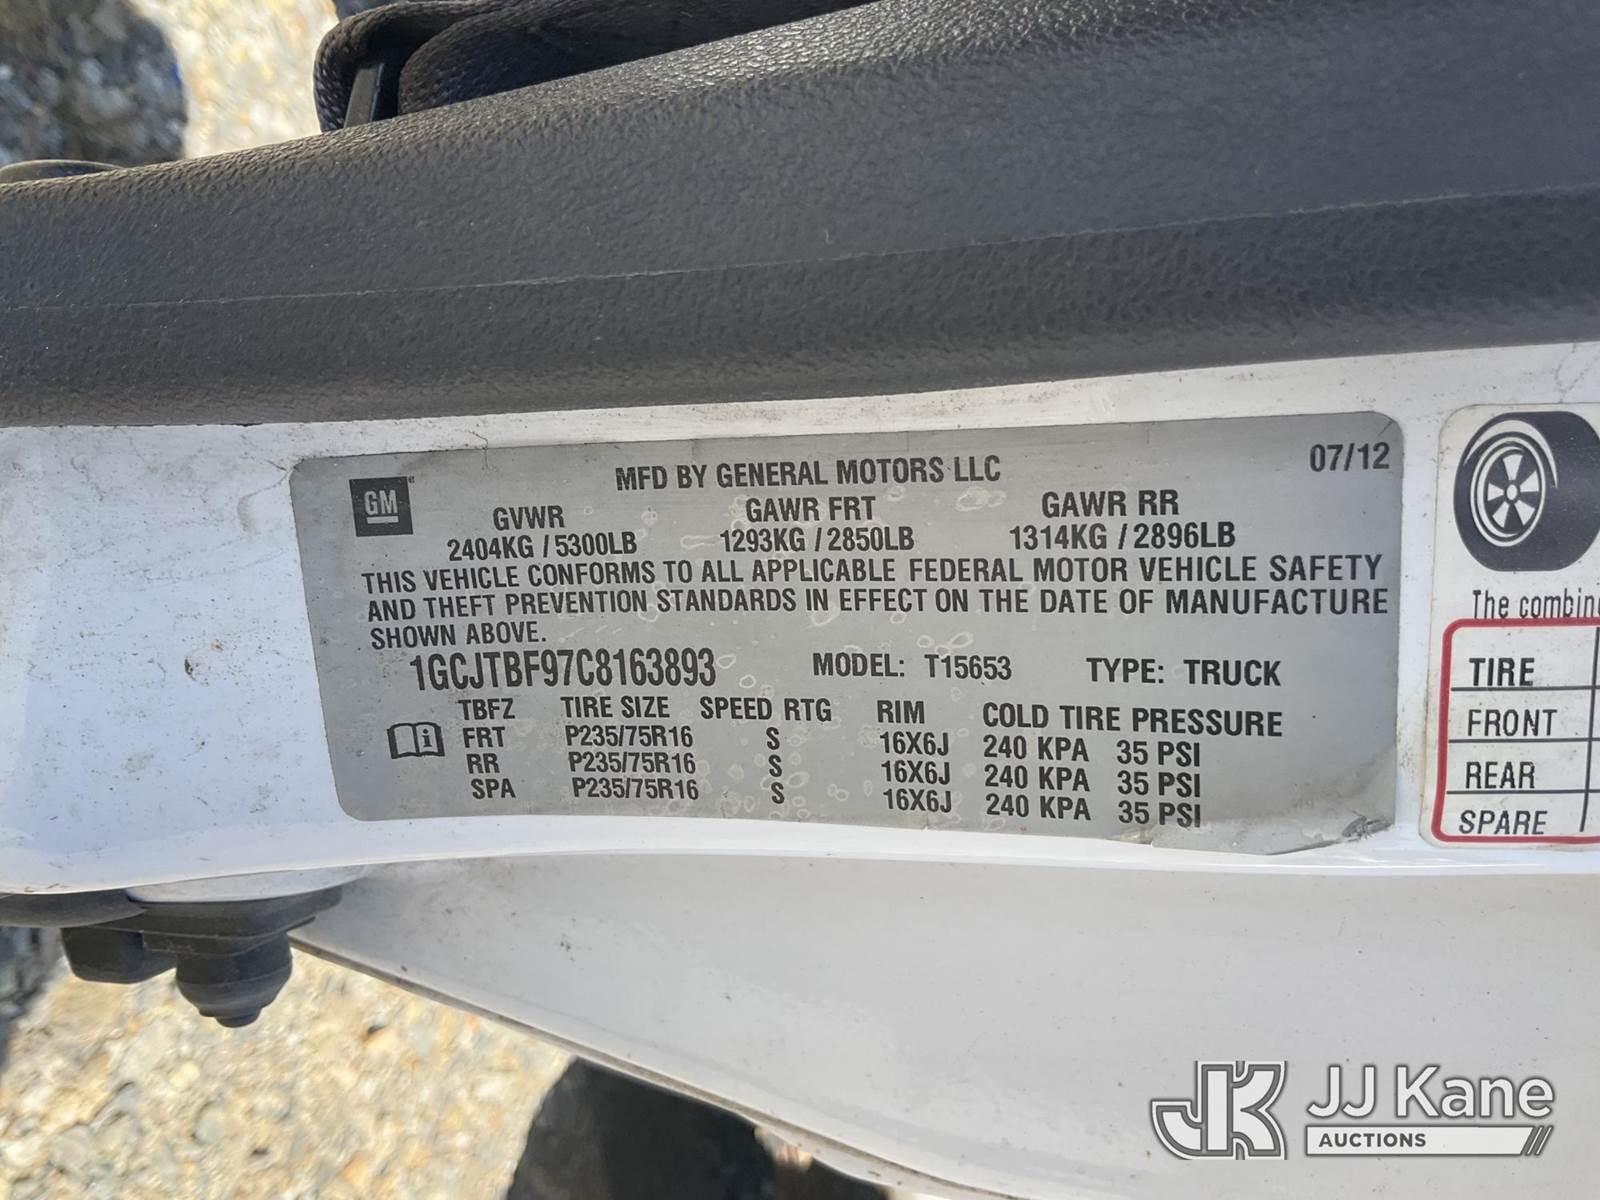 GM
MFD BY GENERAL MOTORS LLC
07/12
GVWR GAWR FRT GAWR RR
2404KG / 5300LB 1293KG / 2850LB 1314KG / 2896LB
THIS VEHICLE CONFORMS TO ALL APPLICABLE FEDERAL MOTOR VEHICLE SAFETY
AND THEFT PREVENTION STANDARDS IN EFFECT ON THE DATE OF MANUFACTURE
SHOWN ABOVE.
1GCJTBF97C8163893 MODEL: T15653 TYPE: TRUCK
TBFZ TIRE SIZE SPEED RTG RIM COLD TIRE PRESSURE
FRT P235/75R16 S 16X6J 240 KPA 35 PSI
RR P235/75R16 S 16X6J 240 KPA 35 PSI
SPA P235/75R16 S 16X6J 240 KPA 35 PSI
The
TIRE
FRONT
REAR
SPARE
JK JJ Kane
AUCTIONS